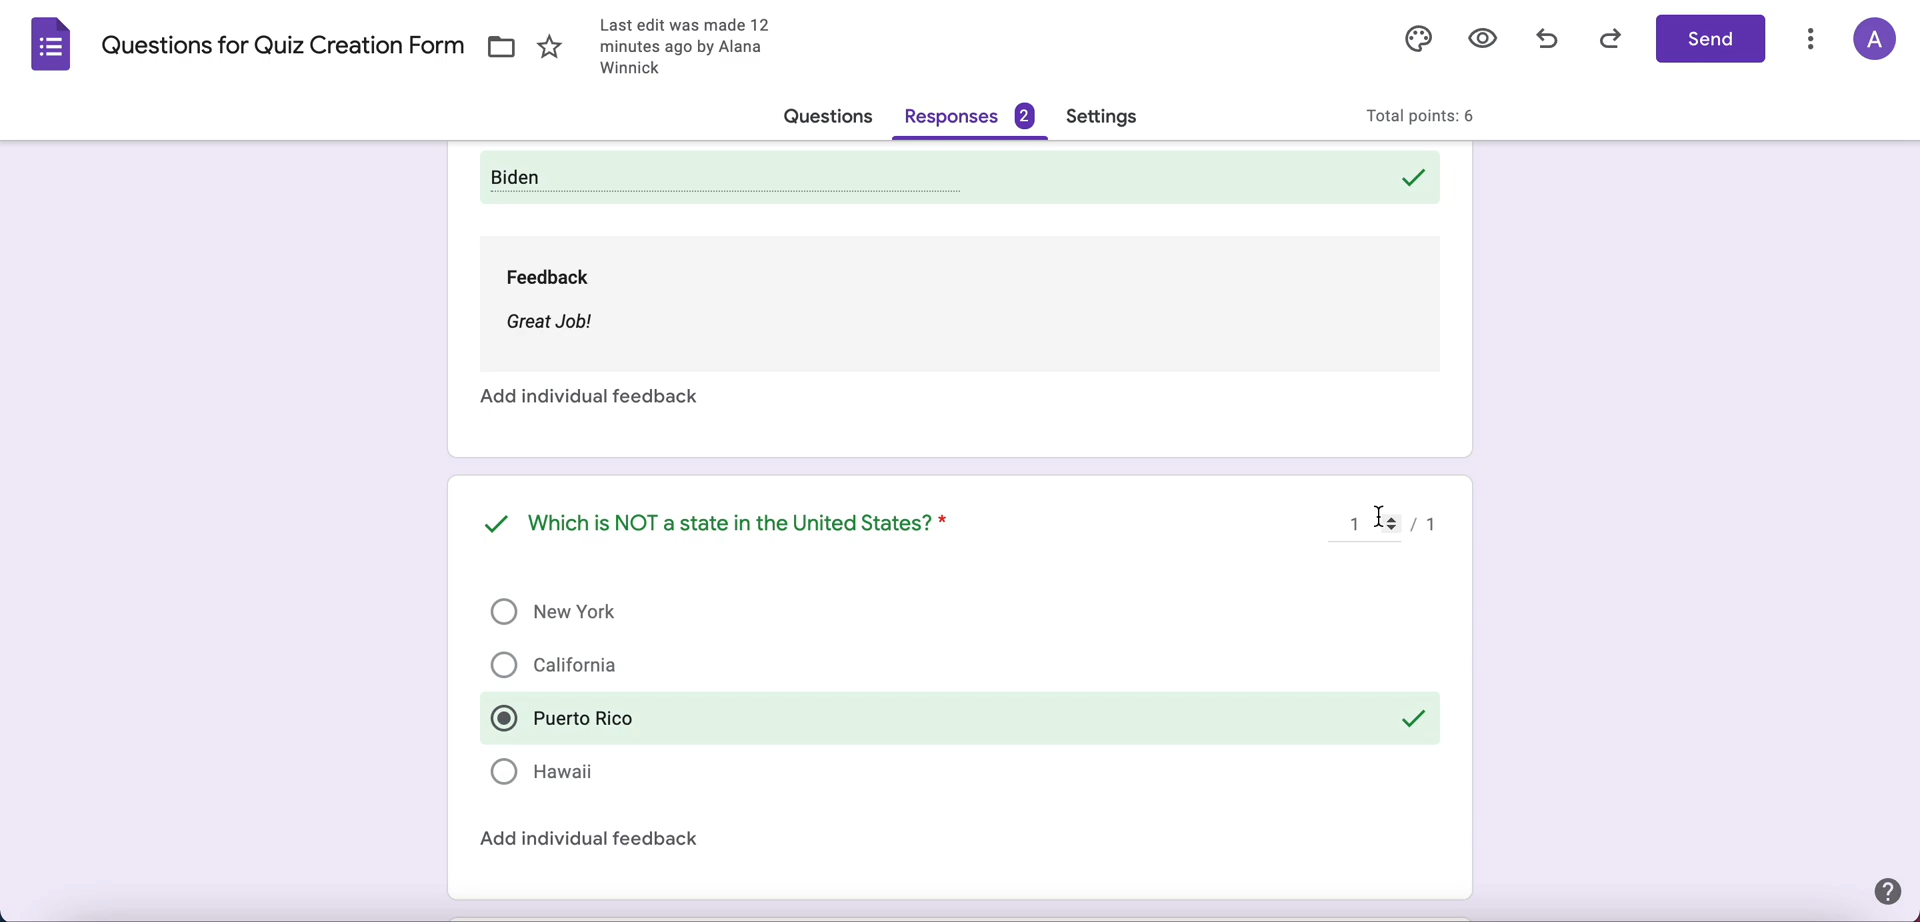 Questions for Quiz Creation Form
Last edit was made 12
minutes ago by Alana
Winnick
Send
A
Questions
Responses 2
Settings
Total points: 6
Biden
Feedback
Great Job!
Add individual feedback
Which is NOT a state in the United States? *
1 / 1
New York
California
Puerto Rico
Hawaii
Add individual feedback
?